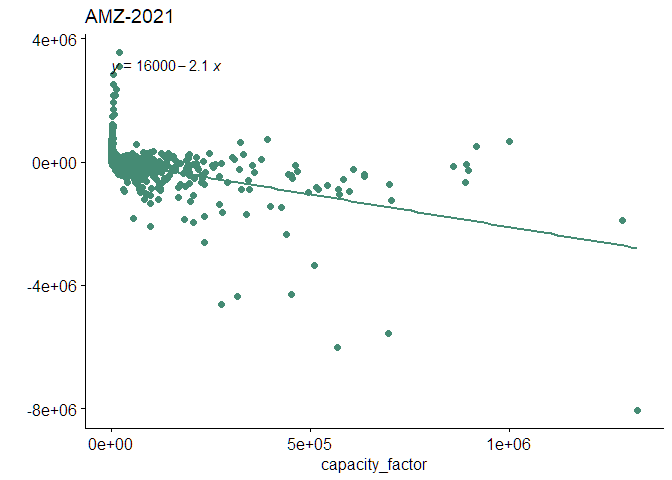 AMZ-2021
4e+06
y = 16000 − 2.1 x
0e+00
-4e+06
-8e+06
0e+00 5e+05 1e+06
capacity_factor